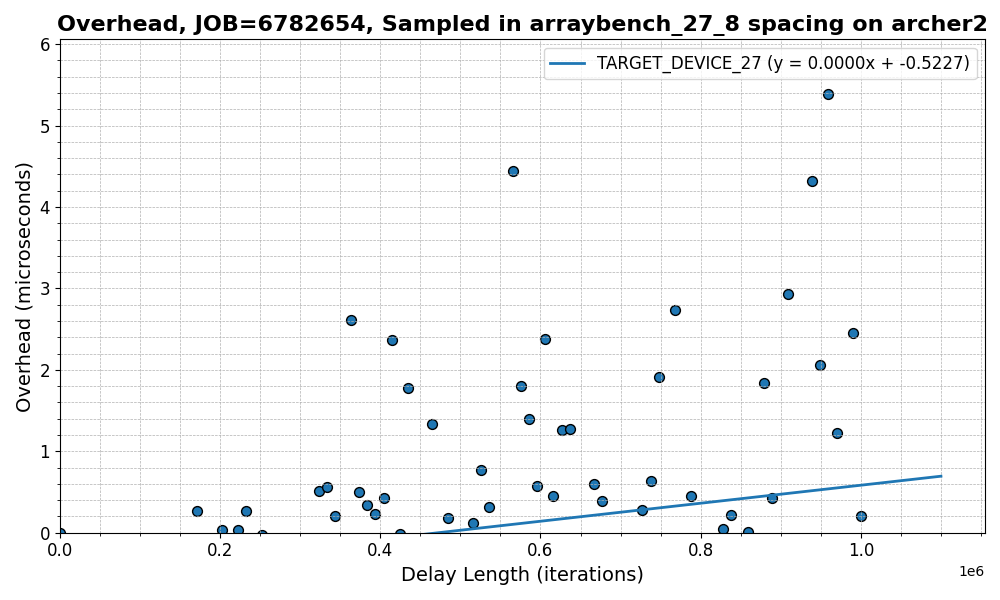 Overhead, JOB=6782654, Sampled in arraybench_27_8 spacing on archer2
TARGET_DEVICE_27 (y = 0.0000x + -0.5227)
Overhead (microseconds)
6
5
4
3
2
1
0
0.0 0.2 0.4 0.6 0.8 1.0
1e6
Delay Length (iterations)